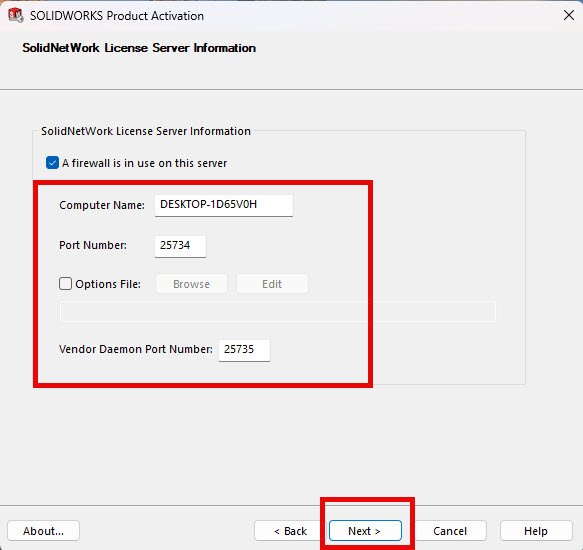 SOLIDWORKS Product Activation
SolidNetWork License Server Information
SolidNetWork License Server Information
A firewall is in use on this server
Computer Name: DESKTOP-1D65V0H
Port Number: 25734
Options File: Browse Edit
Vendor Daemon Port Number: 25735
About... < Back Next > Cancel Help